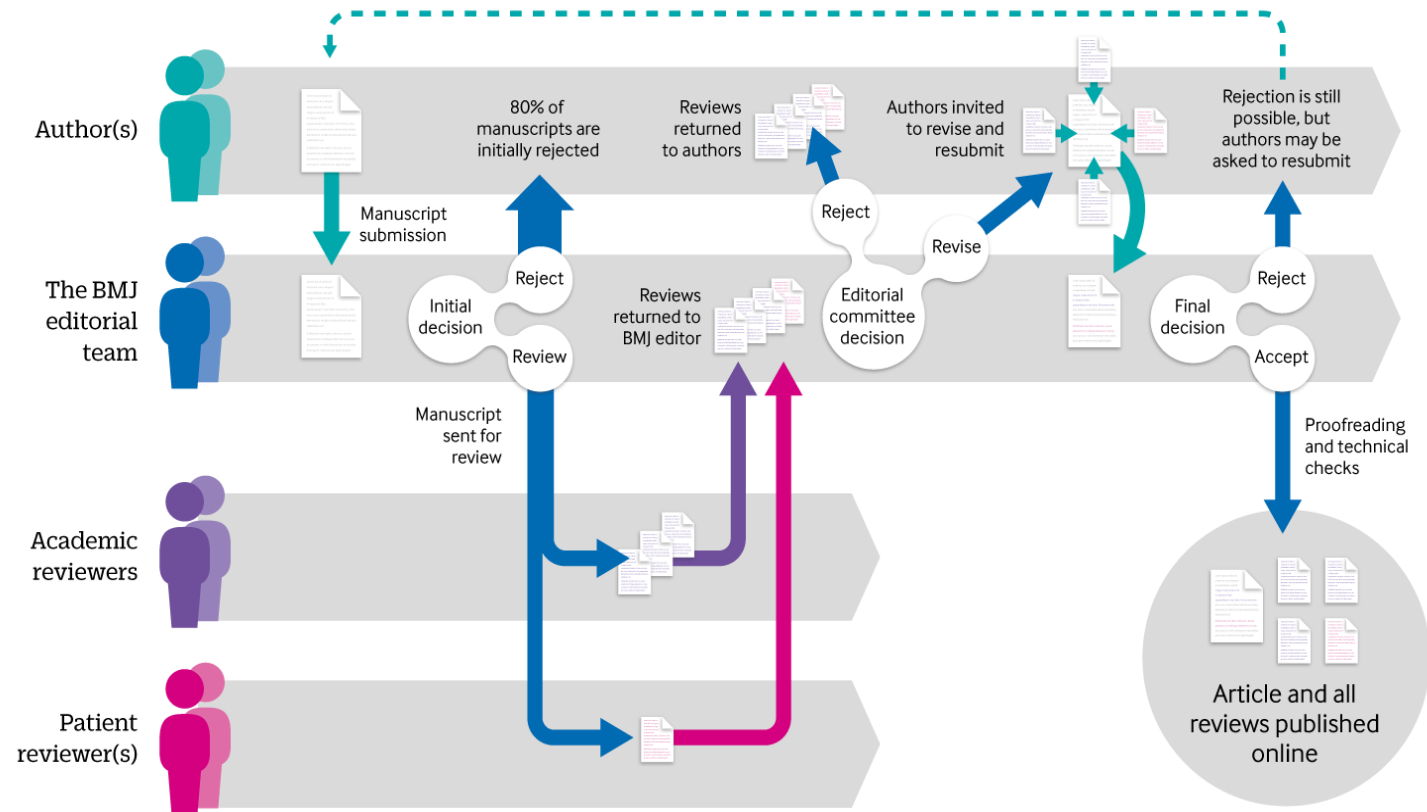 Author(s)
80% of
manuscripts are
initially rejected
Reviews
returned
to authors
Authors invited
to revise and
resubmit
Rejection is still
possible, but
authors may be
asked to resubmit
Manuscript
submission
Reject
Revise
The BMJ
editorial
team
Initial
decision
Reject
Review
Reviews
returned to
BMJ editor
Editorial
committee
decision
Final
decision
Reject
Accept
Manuscript
sent for
review
Proofreading
and technical
checks
Academic
reviewers
Patient
reviewer(s)
Article and all
reviews published
online